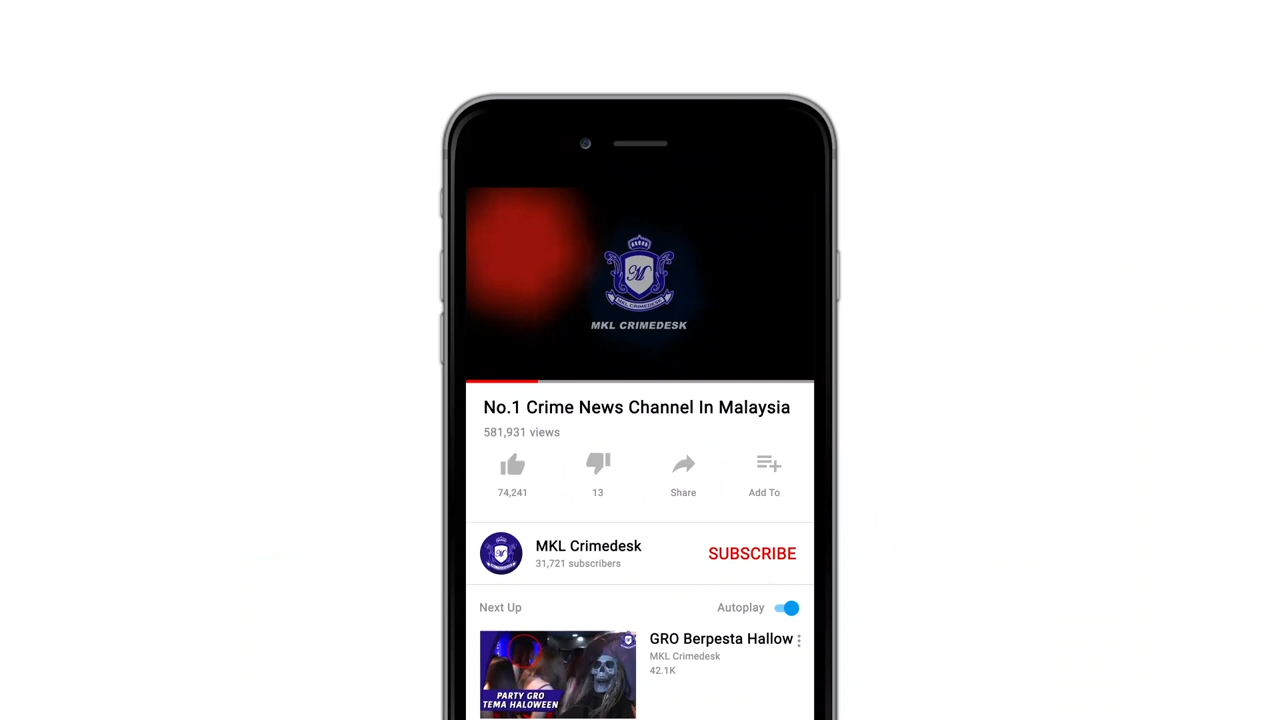 M
MKL CRIMEDESK
MKL CRIMEDESK
No.1 Crime News Channel In Malaysia
581,931 views
74,241
13
Share
Add To
MKL Crimedesk
31,721 subscribers
SUBSCRIBE
Next Up
Autoplay
GRO Berpesta Hallow
MKL Crimedesk
42.1K
PARTY GRO
TEMA HALOWEEN